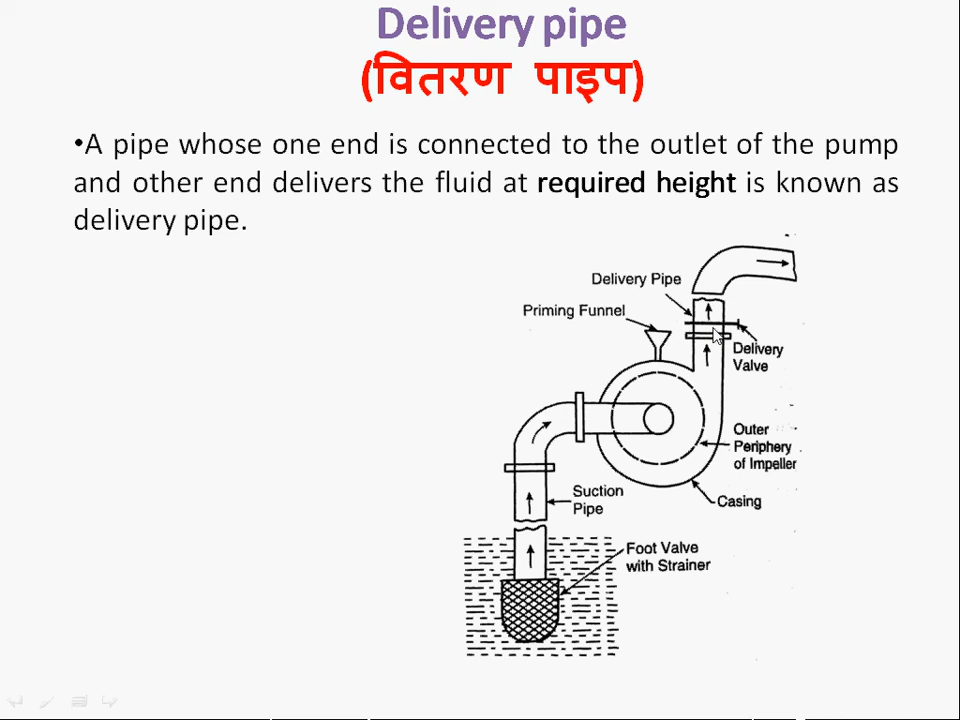 Delivery pipe
(वितरण पाइप)
•A pipe whose one end is connected to the outlet of the pump
and other end delivers the fluid at required height is known as
delivery pipe.
Delivery Pipe
Priming Funnel
Delivery
Valve
Outer
Periphery
of Impeller
Casing
Suction
Pipe
Foot Valve
with Strainer